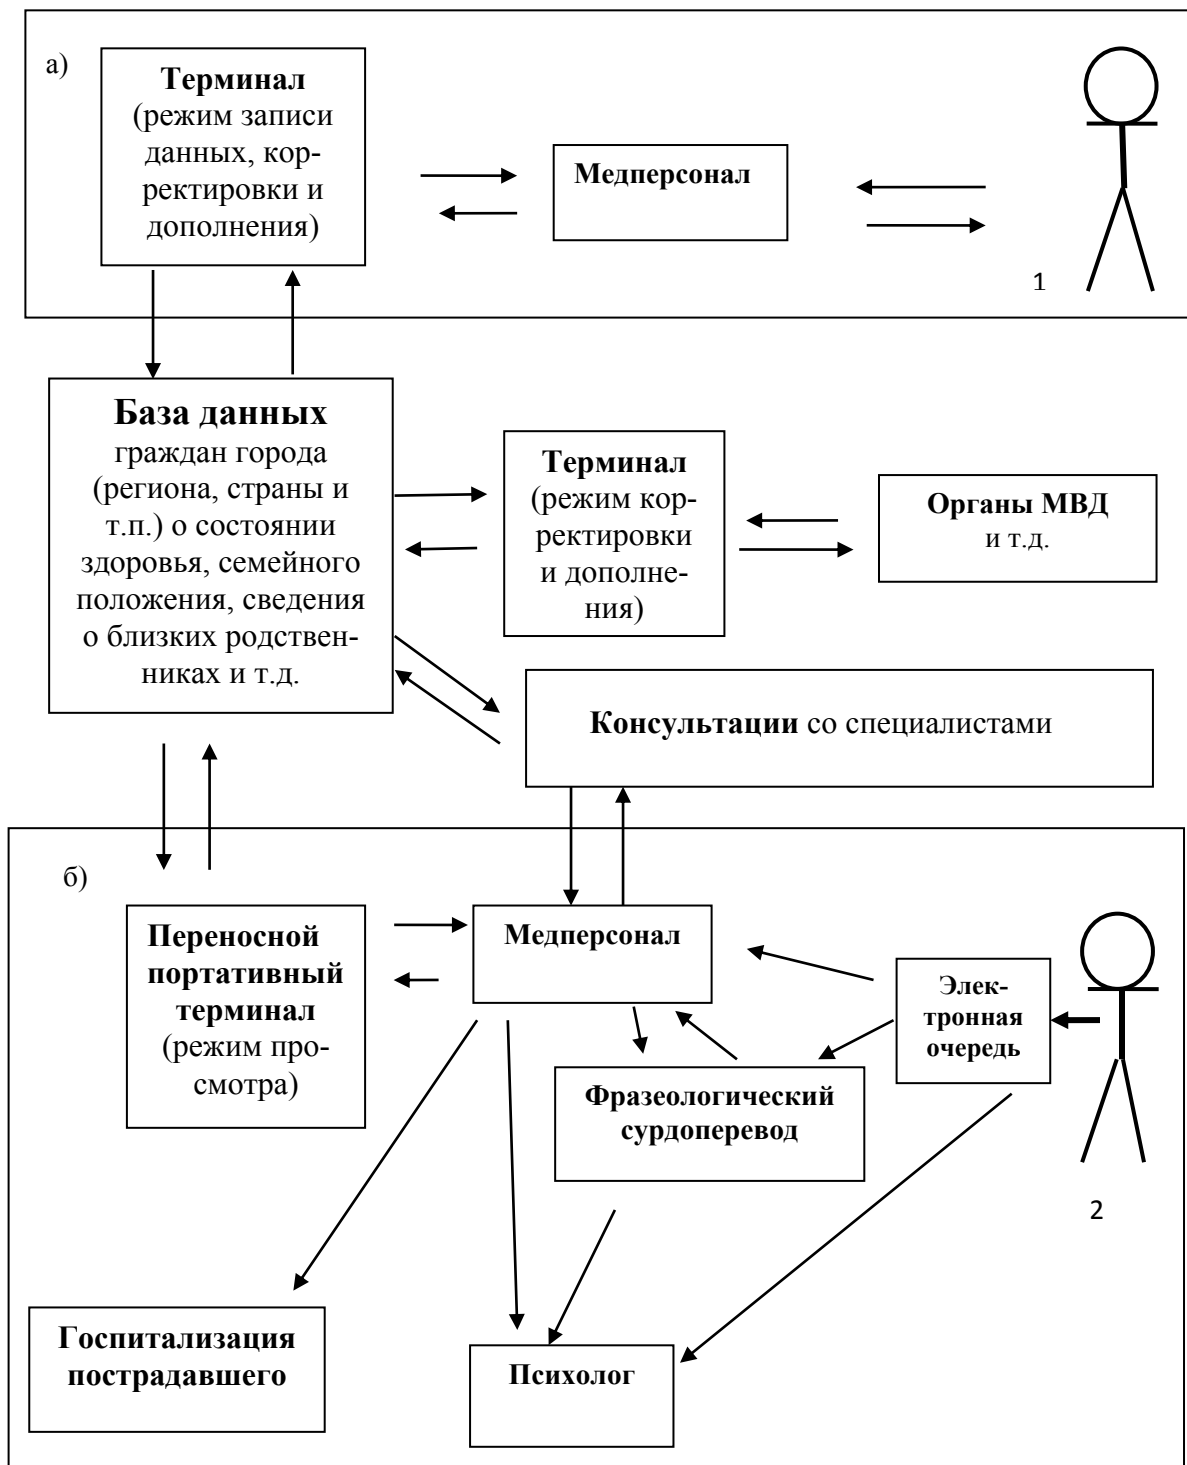 а)
Терминал
(режим записи
данных, кор-
ректировки и
дополнения)
Медперсонал
1
База данных
граждан города
(региона, страны и
т.п.) о состоянии
здоровья, семейного
положения, сведения
о близких родствен-
никах и т.д.
Терминал
(режим кор-
ректировки
и дополне-
ния)
Органы МВД
и т.д.
Консультации со специалистами
б)
Переносной
портативный
терминал
(режим про-
смотра)
Медперсонал
Элек-
тронная
очередь
Фразеологический
сурдоперевод
2
Госпитализация
пострадавшего
Психолог